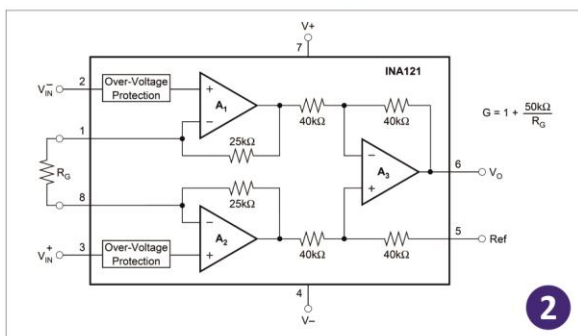 V+
7
INA121
V−IN
2
Over-Voltage
Protection
+
A1
−
40kΩ
40kΩ
G = 1 + 50kΩ
RG
1
25kΩ
RG
−
A3
+
6
VO
8
25kΩ
−
A2
+
5
Ref
V+IN
3
Over-Voltage
Protection
40kΩ
40kΩ
4
V−
2